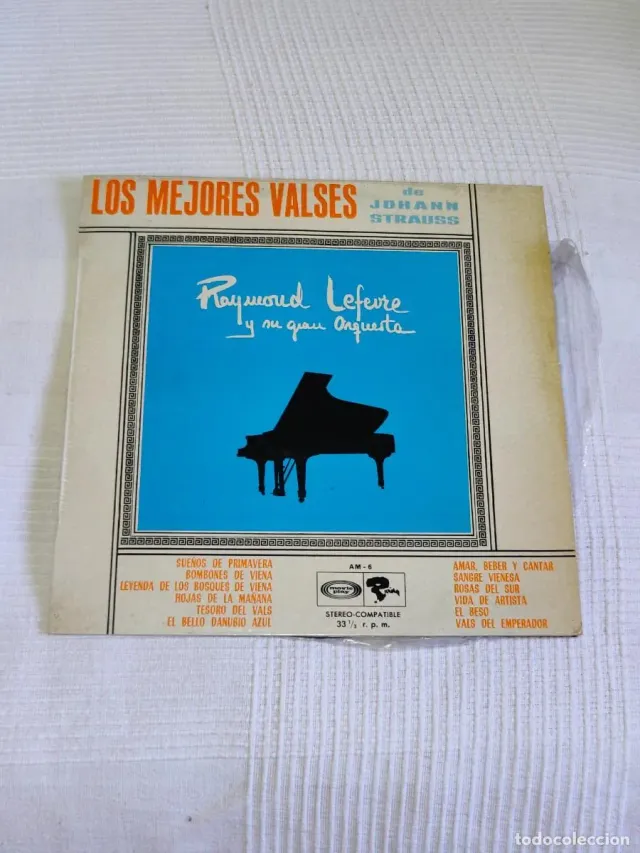 LOS MEJORES VALSES
de
JOHANN
STRAUSS
Raymond Lefevre
y su gran Orquesta
SUEÑOS DE PRIMAVERA
BOMBONES DE VIENA
LEYENDA DE LOS BOSQUES DE VIENA
HOJAS DE LA MAÑANA
TESORO DEL VALS
EL BELLO DANUBIO AZUL
AM - 6
movie
play
Riviera
STEREO-COMPATIBLE
33 1/3 r. p. m.
AMAR, BEBER Y CANTAR
SANGRE VIENESA
ROSAS DEL SUR
VIDA DE ARTISTA
EL BESO
VALS DEL EMPERADOR
todocoleccion